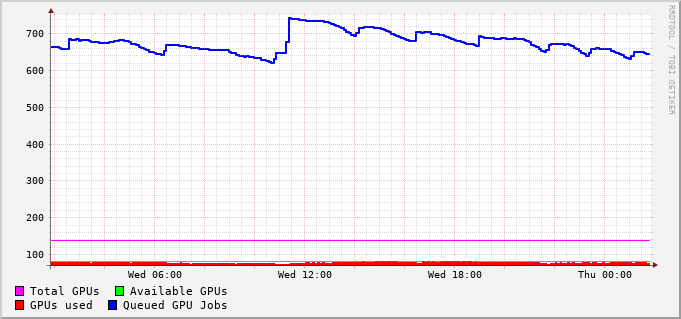 700
600
500
400
300
200
100
Wed 06:00 Wed 12:00 Wed 18:00 Thu 00:00
Total GPUs Available GPUs
GPUs used Queued GPU Jobs
RRDTOOL / TOBI OETIKER